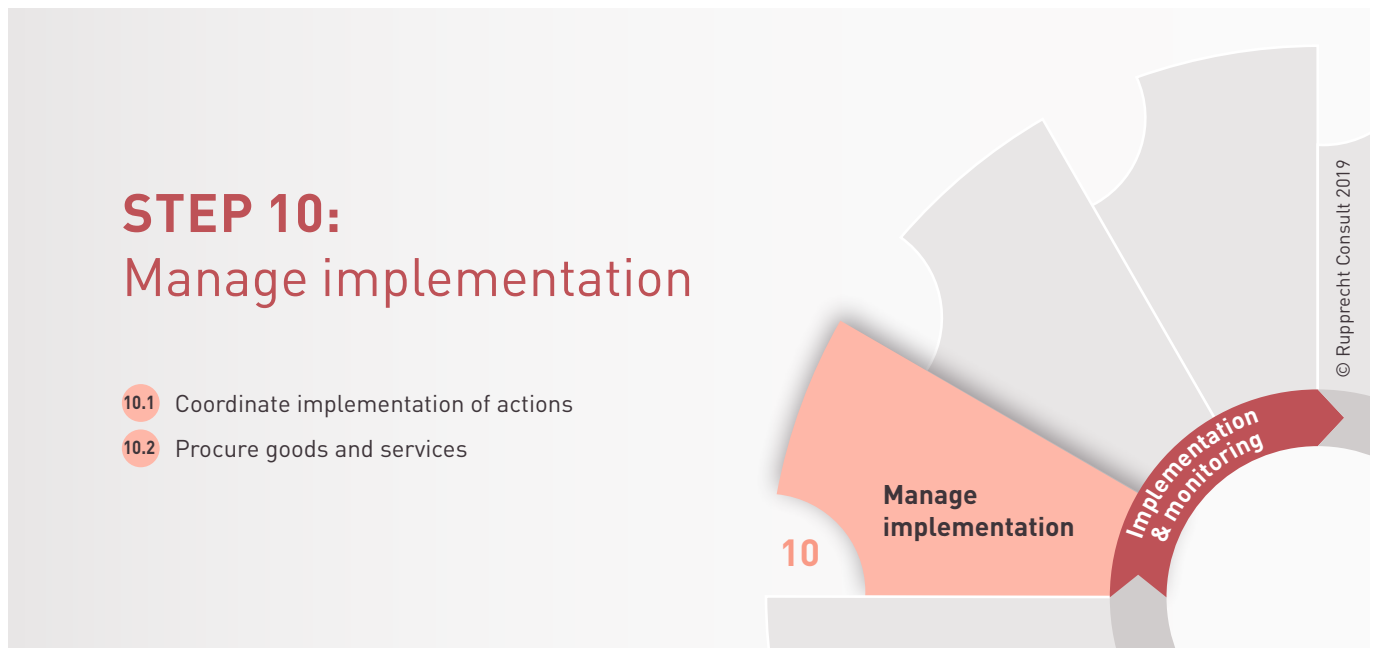 STEP 10:
Manage implementation
10.1 Coordinate implementation of actions
10.2 Procure goods and services
Manage
implementation
10
Implementation
& monitoring
© Rupprecht Consult 2019